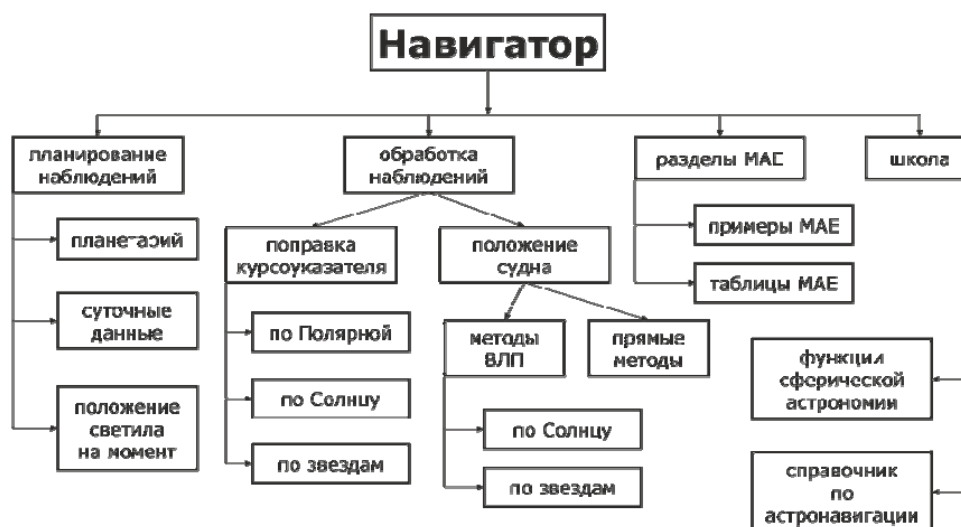 Навигатор
планирование
наблюдений
обработка
наблюдений
разделы МАЕ
школа
планетарий
суточные
данные
положение
светила
на момент
поправка
курсоуказателя
по Полярной
по Солнцу
по звездам
положение
судна
методы
ВЛП
прямые
методы
по Солнцу
по звездам
примеры МАЕ
таблицы МАЕ
функции
сферической
астрономии
справочник
по
астронавигации